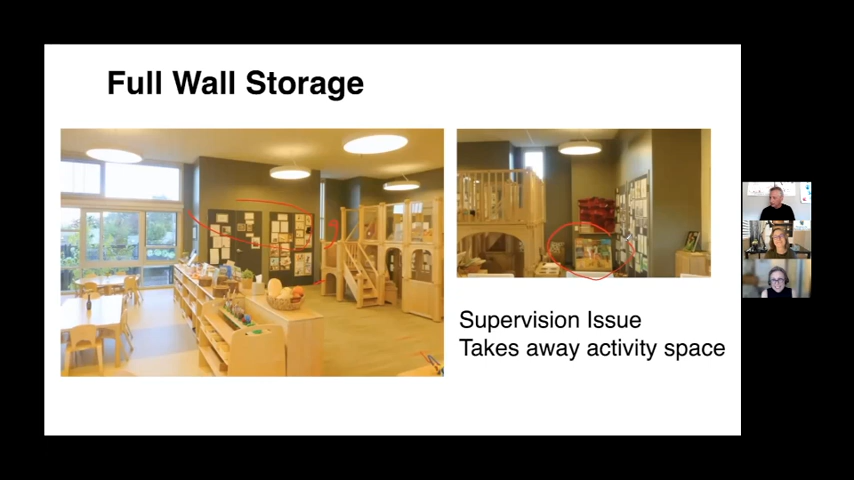 Full Wall Storage
Supervision Issue
Takes away activity space